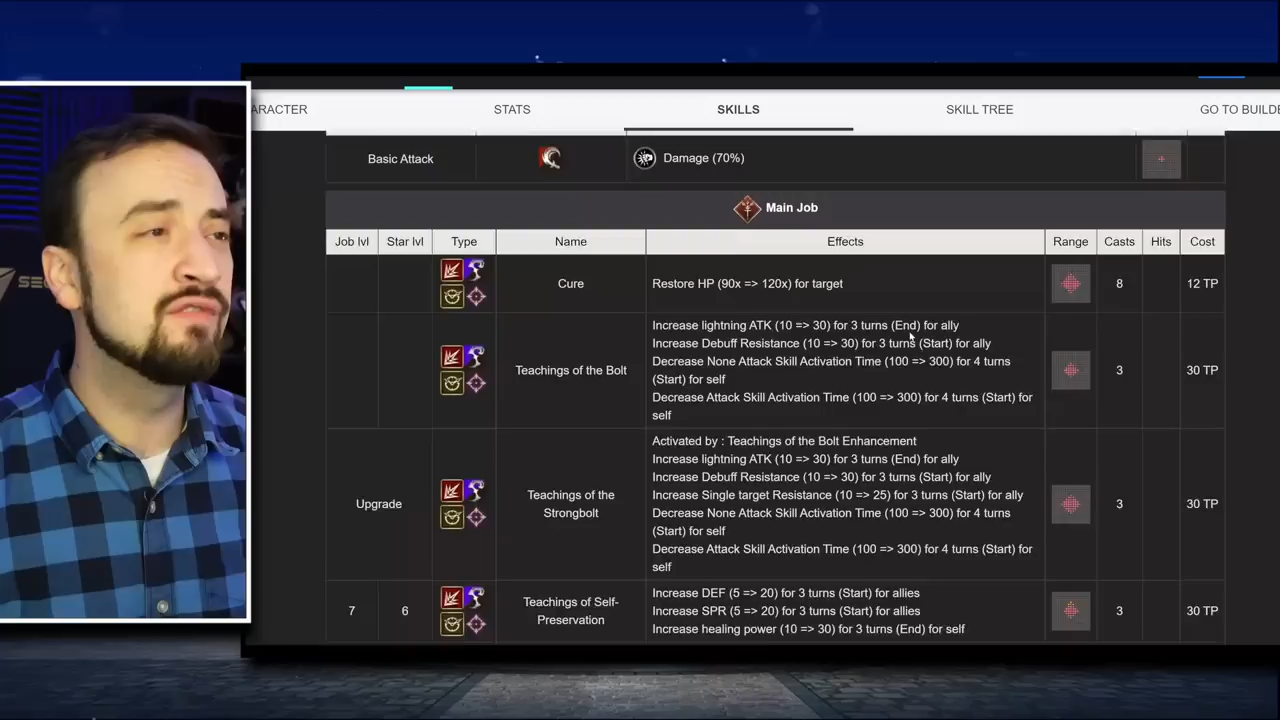 ARACTER
STATS
SKILLS
SKILL TREE
GO TO BUILDE
Basic Attack
Damage (70%)
Main Job
Job lvl
Star lvl
Type
Name
Effects
Range
Casts
Hits
Cost
Cure
Restore HP (90x => 120x) for target
8
12 TP
Teachings of the Bolt
Increase lightning ATK (10 => 30) for 3 turns (End) for ally
Increase Debuff Resistance (10 => 30) for 3 turns (Start) for ally
Decrease None Attack Skill Activation Time (100 => 300) for 4 turns
(Start) for self
Decrease Attack Skill Activation Time (100 => 300) for 4 turns (Start) for
self
3
30 TP
Upgrade
Teachings of the
Strongbolt
Activated by : Teachings of the Bolt Enhancement
Increase lightning ATK (10 => 30) for 3 turns (End) for ally
Increase Debuff Resistance (10 => 30) for 3 turns (Start) for ally
Increase Single target Resistance (10 => 25) for 3 turns (Start) for ally
Decrease None Attack Skill Activation Time (100 => 300) for 4 turns
(Start) for self
Decrease Attack Skill Activation Time (100 => 300) for 4 turns (Start) for
self
3
30 TP
7
6
Teachings of Self-
Preservation
Increase DEF (5 => 20) for 3 turns (Start) for allies
Increase SPR (5 => 20) for 3 turns (Start) for allies
Increase healing power (10 => 30) for 3 turns (End) for self
3
30 TP